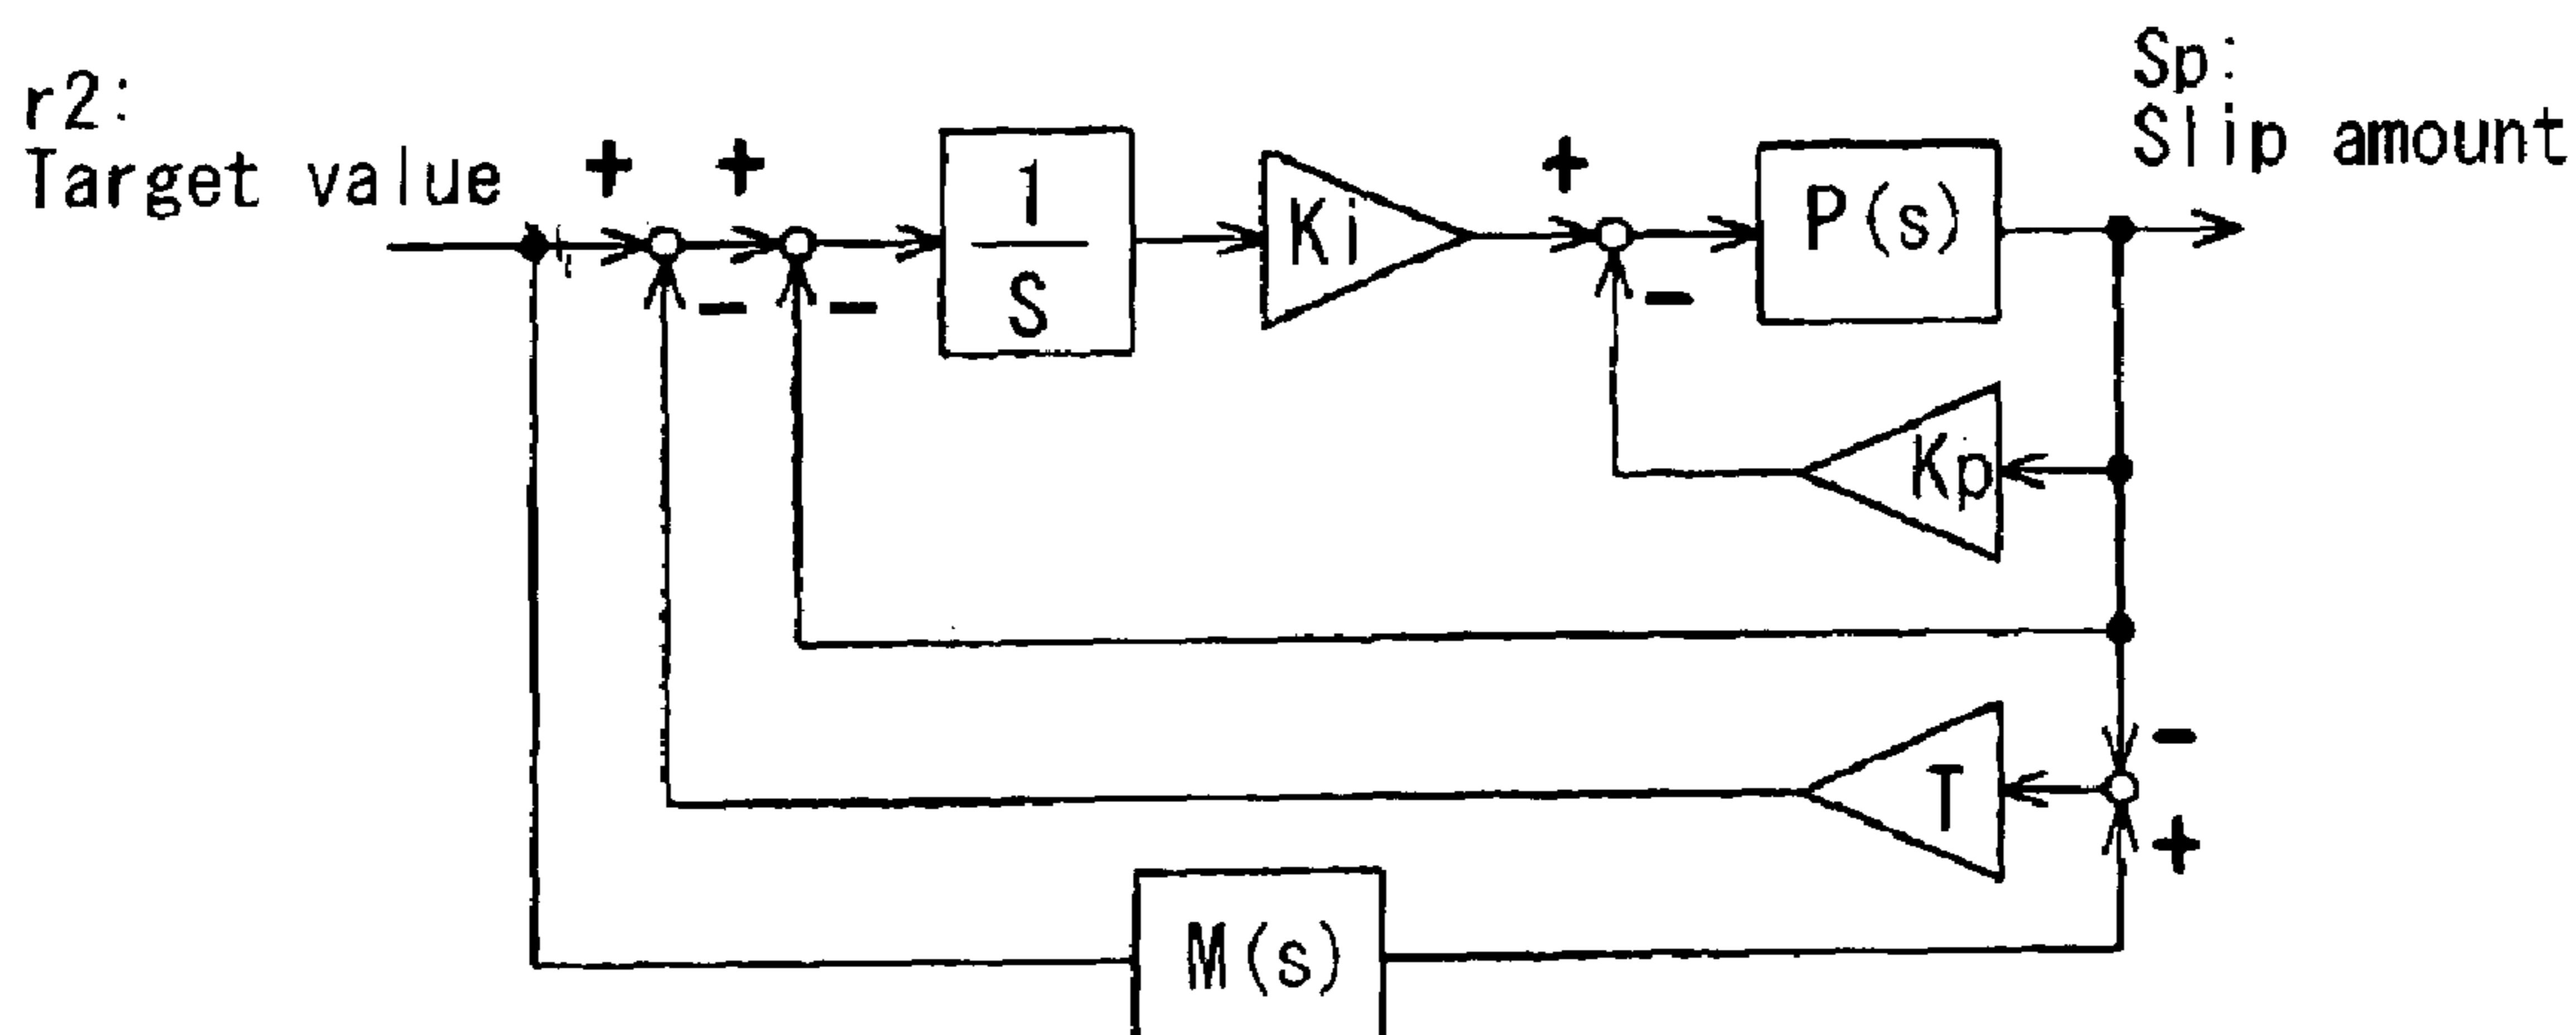 r2:
Target value
Sp:
Slip amount
+
+
+
1
S
Ki
P(s)
-
-
-
Kp
-
T
+
M(s)